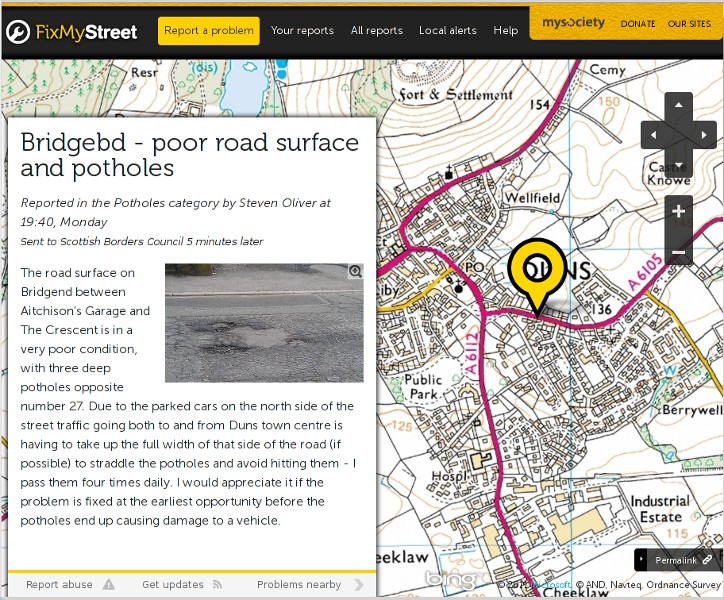 FixMyStreet
Report a problem
Your reports
All reports
Local alerts
Help
mysociety
DONATE
OUR SITES
Bridgebd - poor road surface
and potholes
Reported in the Potholes category by Steven Oliver at
19:40, Monday
Sent to Scottish Borders Council 5 minutes later
The road surface on
Bridgend between
Aitchison's Garage and
The Crescent is in a
very poor condition,
with three deep
potholes opposite
number 27. Due to the parked cars on the north side of the
street traffic going both to and from Duns town centre is
having to take up the full width of that side of the road (if
possible) to straddle the potholes and avoid hitting them - I
pass them four times daily. I would appreciate it if the
problem is fixed at the earliest opportunity before the
potholes end up causing damage to a vehicle.
Report abuse
Get updates
Problems nearby
Resr
(dis)
Cemy
Fort & Settlement
154
150
Castle
Knowe
Wellfield
PO
NS
A 6105
136
A 6112
Public
Park
125
W
Berrywell
Hospl
Industrial
Estate
115
Permalink
eeklaw
bing
Microsoft, © AND, Navteq, Ordnance Survey
Cheeklaw